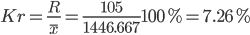 Kr = R / x̅ = 105 / 1446.667 100 % = 7.26 %